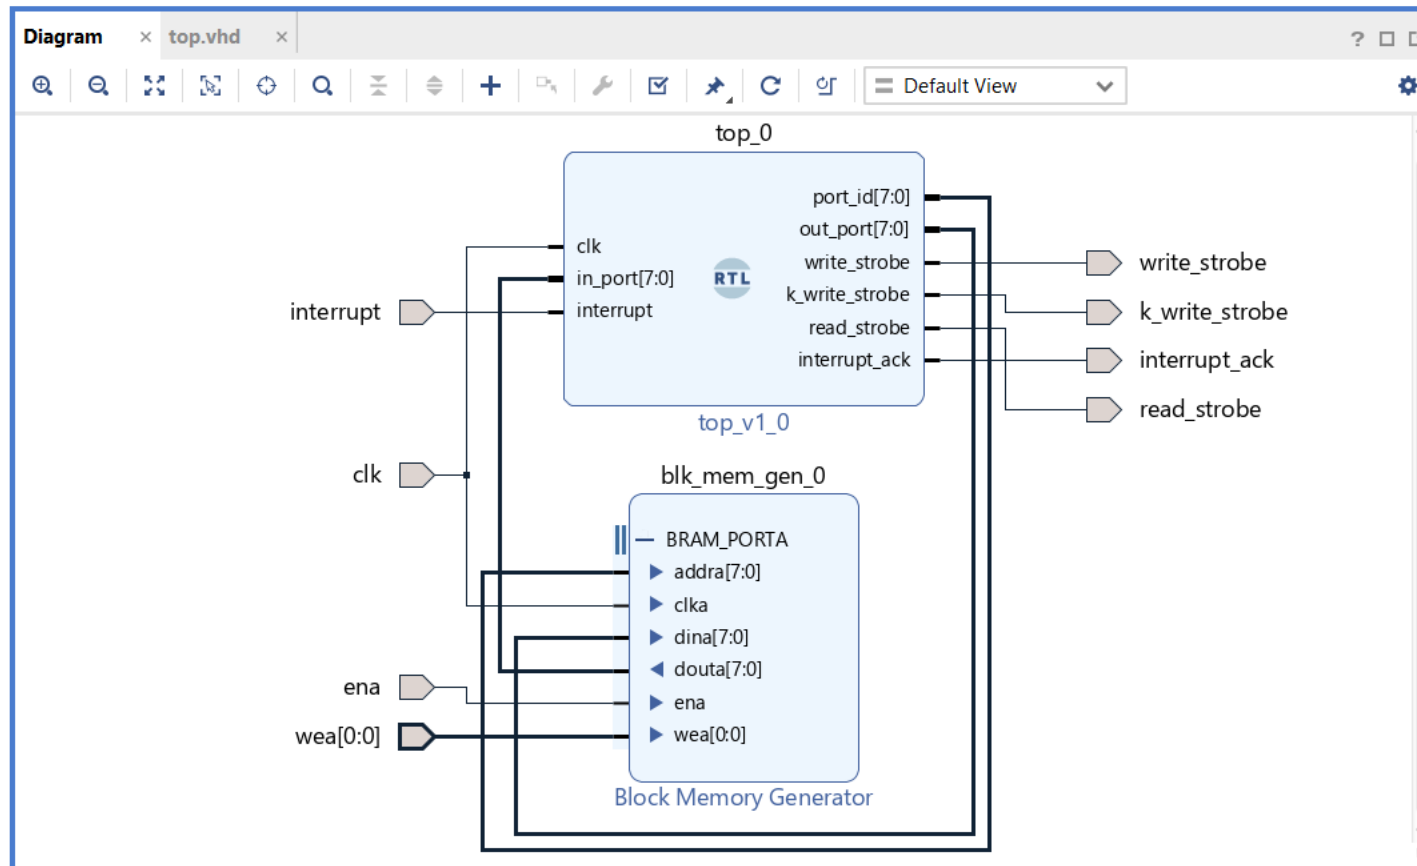 Diagram × top.vhd × ?
Default View
top_0
port_id[7:0]
out_port[7:0]
clk
write_strobe
write_strobe
in_port[7:0]
RTL
k_write_strobe
interrupt
interrupt
k_write_strobe
read_strobe
interrupt_ack
interrupt_ack
read_strobe
top_v1_0
clk
blk_mem_gen_0
BRAM_PORTA
addra[7:0]
clka
dina[7:0]
douta[7:0]
ena
ena
wea[0:0]
wea[0:0]
Block Memory Generator